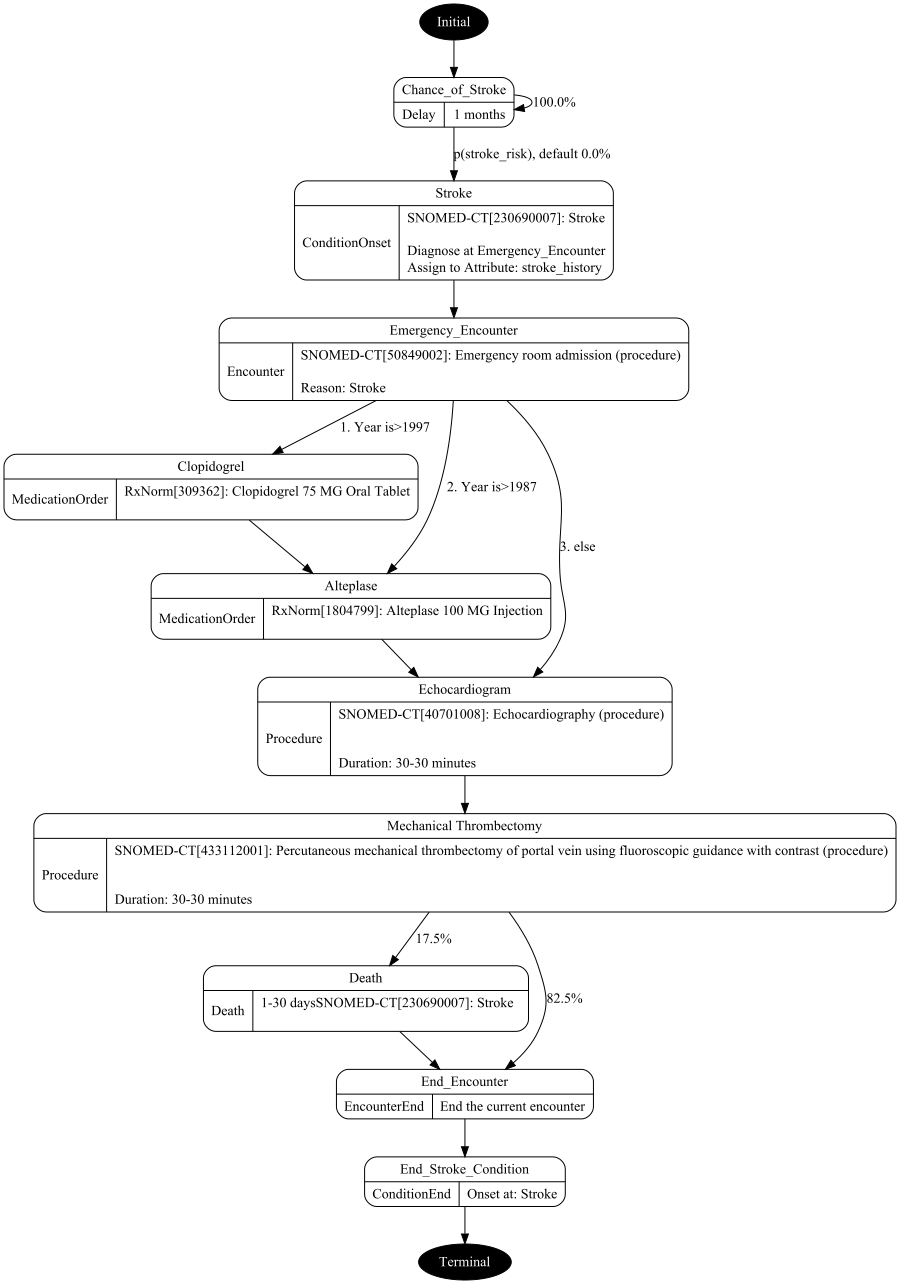 Initial
Chance_of_Stroke
Delay
1 months
100.0%
p(stroke_risk), default 0.0%
Stroke
ConditionOnset
SNOMED-CT[230690007]: Stroke
Diagnose at Emergency_Encounter
Assign to Attribute: stroke_history
Emergency_Encounter
Encounter
SNOMED-CT[50849002]: Emergency room admission (procedure)
Reason: Stroke
1. Year is>1997
2. Year is>1987
3. else
Clopidogrel
MedicationOrder
RxNorm[309362]: Clopidogrel 75 MG Oral Tablet
Alteplase
MedicationOrder
RxNorm[1804799]: Alteplase 100 MG Injection
Echocardiogram
Procedure
SNOMED-CT[40701008]: Echocardiography (procedure)
Duration: 30-30 minutes
Mechanical Thrombectomy
Procedure
SNOMED-CT[433112001]: Percutaneous mechanical thrombectomy of portal vein using fluoroscopic guidance with contrast (procedure)
Duration: 30-30 minutes
17.5%
82.5%
Death
Death
1-30 daysSNOMED-CT[230690007]: Stroke
End_Encounter
EncounterEnd
End the current encounter
End_Stroke_Condition
ConditionEnd
Onset at: Stroke
Terminal